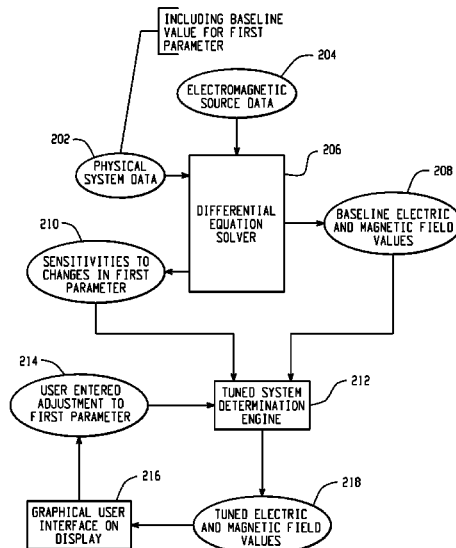 INCLUDING BASELINE
VALUE FOR FIRST
PARAMETER
204
ELECTROMAGNETIC
SOURCE DATA
202
PHYSICAL
SYSTEM DATA
206
DIFFERENTIAL
EQUATION
SOLVER
208
BASELINE ELECTRIC
AND MAGNETIC FIELD
VALUES
210
SENSITIVITIES TO
CHANGES IN FIRST
PARAMETER
214
USER ENTERED
ADJUSTMENT TO
FIRST PARAMETER
TUNED SYSTEM
DETERMINATION
ENGINE
212
216
GRAPHICAL USER
INTERFACE ON
DISPLAY
218
TUNED ELECTRIC
AND MAGNETIC FIELD
VALUES